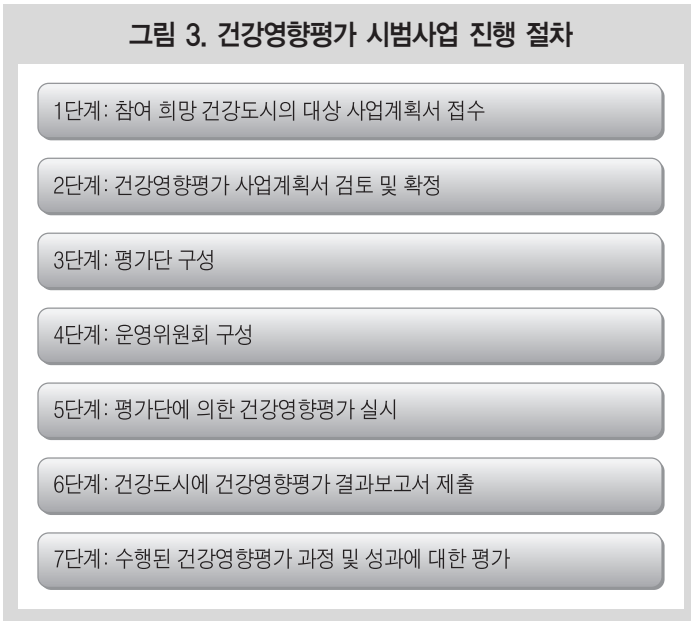 그림 3. 건강영향평가 시범사업 진행 절차
1단계: 참여 희망 건강도시의 대상 사업계획서 접수
2단계: 건강영향평가 사업계획서 검토 및 확정
3단계: 평가단 구성
4단계: 운영위원회 구성
5단계: 평가단에 의한 건강영향평가 실시
6단계: 건강도시에 건강영향평가 결과보고서 제출
7단계: 수행된 건강영향평가 과정 및 성과에 대한 평가